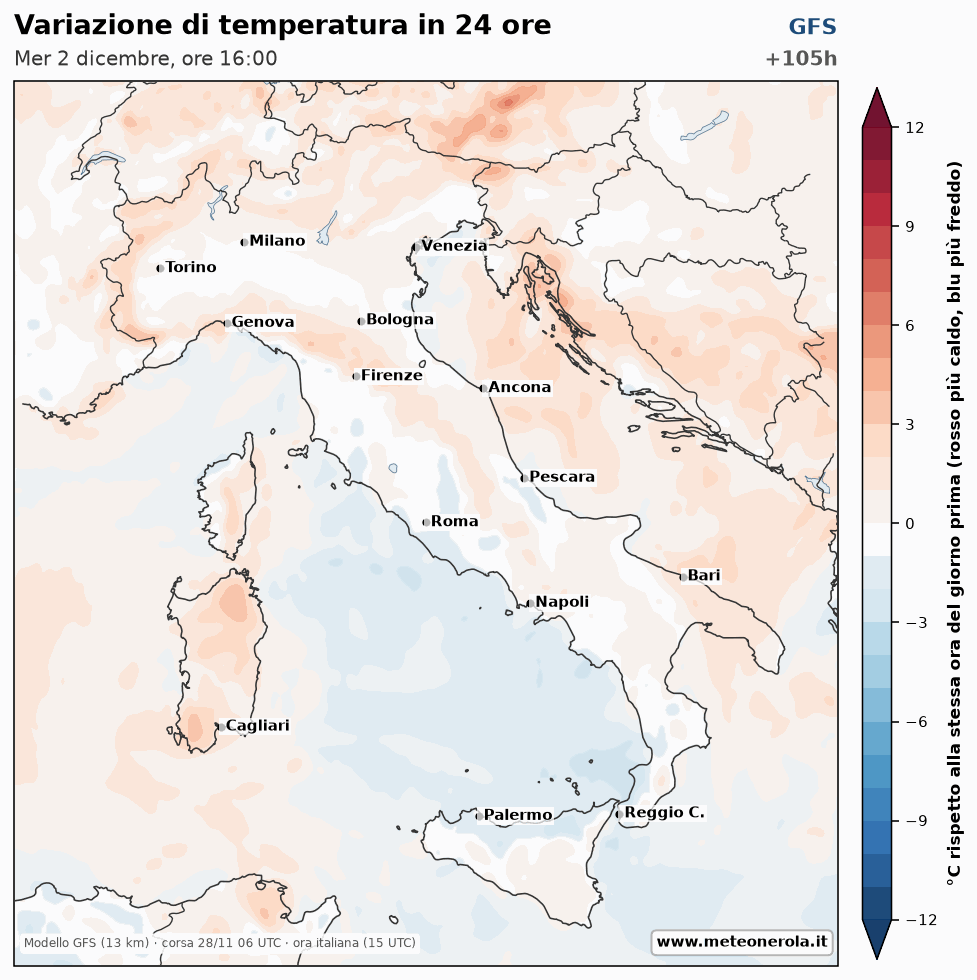 Variazione di temperatura in 24 ore
GFS
Mer 2 dicembre, ore 16:00
+105h
Milano
Venezia
Torino
Genova
Bologna
Firenze
Ancona
Pescara
Roma
Bari
Napoli
Cagliari
Palermo
Reggio C.
12
9
6
3
0
−3
−6
−9
−12
°C rispetto alla stessa ora del giorno prima (rosso più caldo, blu più freddo)
Modello GFS (13 km) · corsa 28/11 06 UTC · ora italiana (15 UTC)
www.meteonerola.it